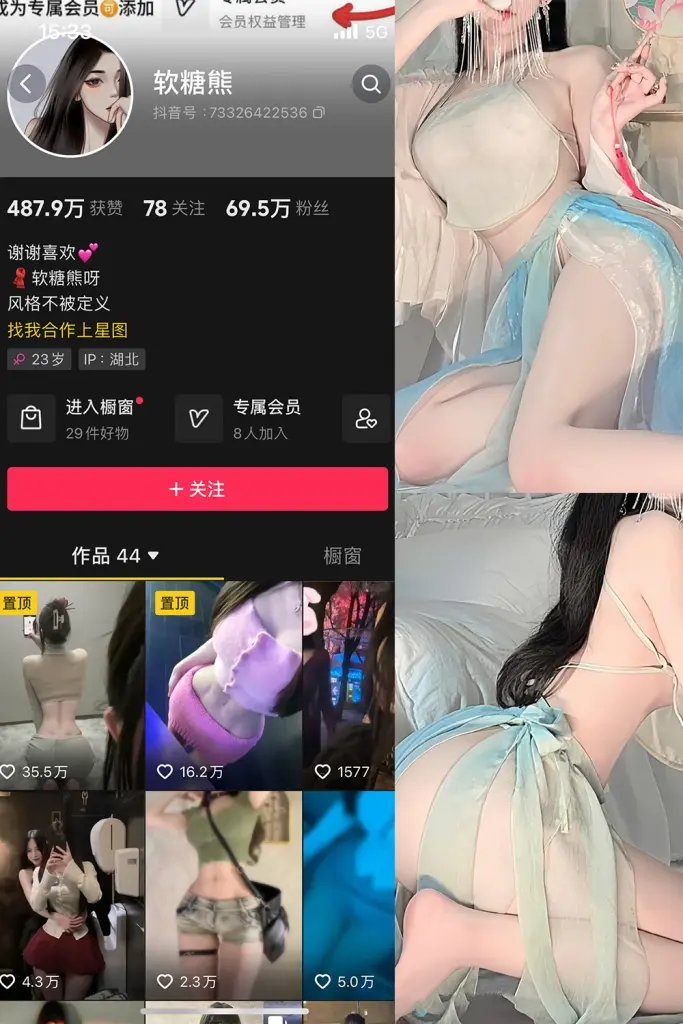 成为专属会员可添加
会员权益管理
15:33
5G
软糖熊
抖音号：73326422536
487.9万 获赞 78 关注 69.5万 粉丝
谢谢喜欢💕
软糖熊呀
风格不被定义
找我合作上星图
23岁 IP：湖北
进入橱窗
29件好物
专属会员
8人加入
+ 关注
作品 44
橱窗
置顶
置顶
35.5万
16.2万
1577
4.3万
2.3万
5.0万